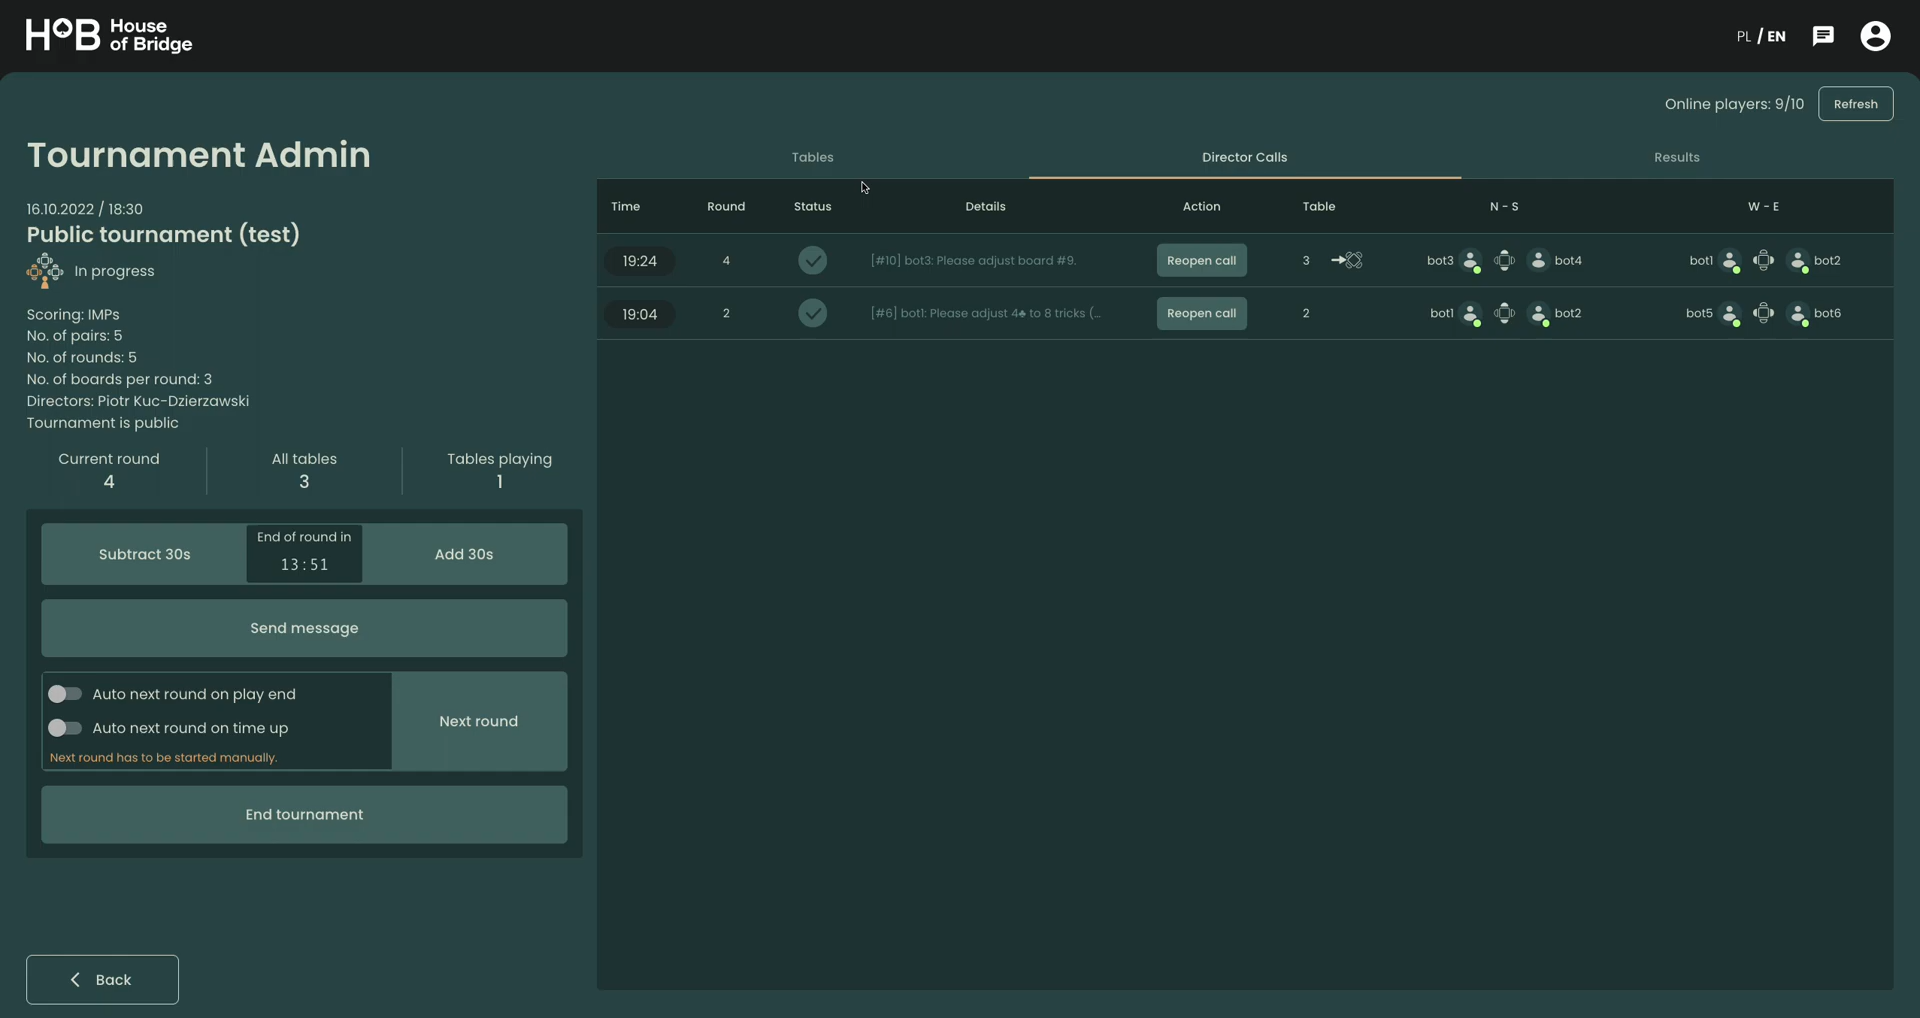 HOB House of Bridge
PL / EN
Online players: 9/10
Refresh
Tournament Admin
16.10.2022 / 18:30
Public tournament (test)
In progress
Scoring: IMPs
No. of pairs: 5
No. of rounds: 5
No. of boards per round: 3
Directors: Piotr Kuc-Dzierzawski
Tournament is public
Current round All tables Tables playing
4 3 1
Subtract 30s
End of round in
13:51
Add 30s
Send message
Auto next round on play end
Auto next round on time up
Next round has to be started manually.
Next round
End tournament
Back
Tables Director Calls Results
Time Round Status Details Action Table N - S W - E
19:24 4 [#10] bot3: Please adjust board #9. Reopen call 3 bot3 bot4 bot1 bot2
19:04 2 [#6] bot1: Please adjust 4♣ to 8 tricks (… Reopen call 2 bot1 bot2 bot5 bot6